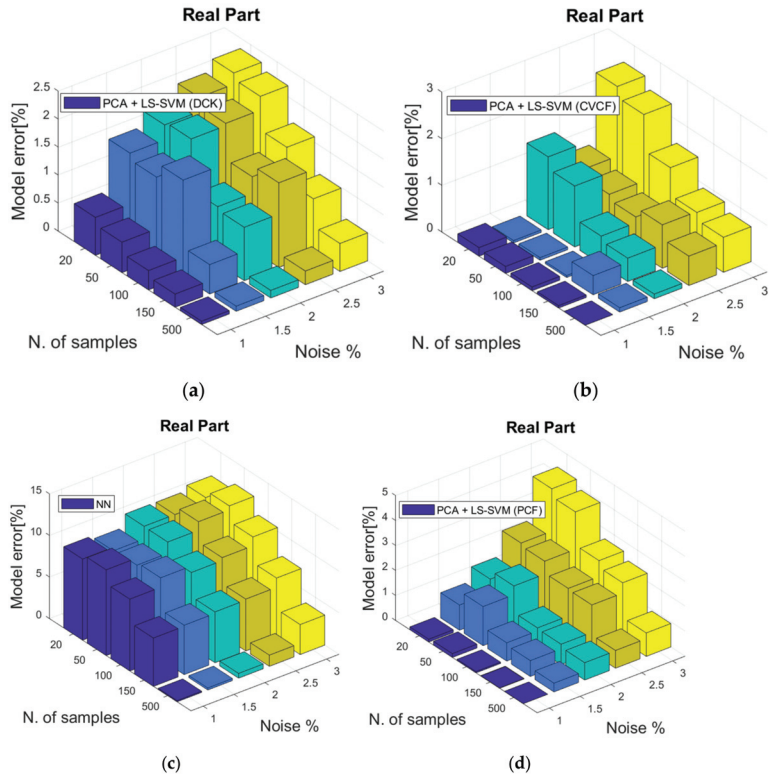 Real Part
2.5
2
1.5
1
0.5
0
Model error[%]
PCA + LS-SVM (DCK)
20
50
100
150
500
N. of samples
1
1.5
2
2.5
3
Noise %
(a)
Real Part
3
2
1
0
Model error[%]
PCA + LS-SVM (CVCF)
20
50
100
150
500
N. of samples
1
1.5
2
2.5
3
Noise %
(b)
Real Part
15
10
5
0
Model error[%]
NN
20
50
100
150
500
N. of samples
1
1.5
2
2.5
3
Noise %
(c)
Real Part
5
4
3
2
1
0
Model error[%]
PCA + LS-SVM (PCF)
20
50
100
150
500
N. of samples
1
1.5
2
2.5
3
Noise %
(d)